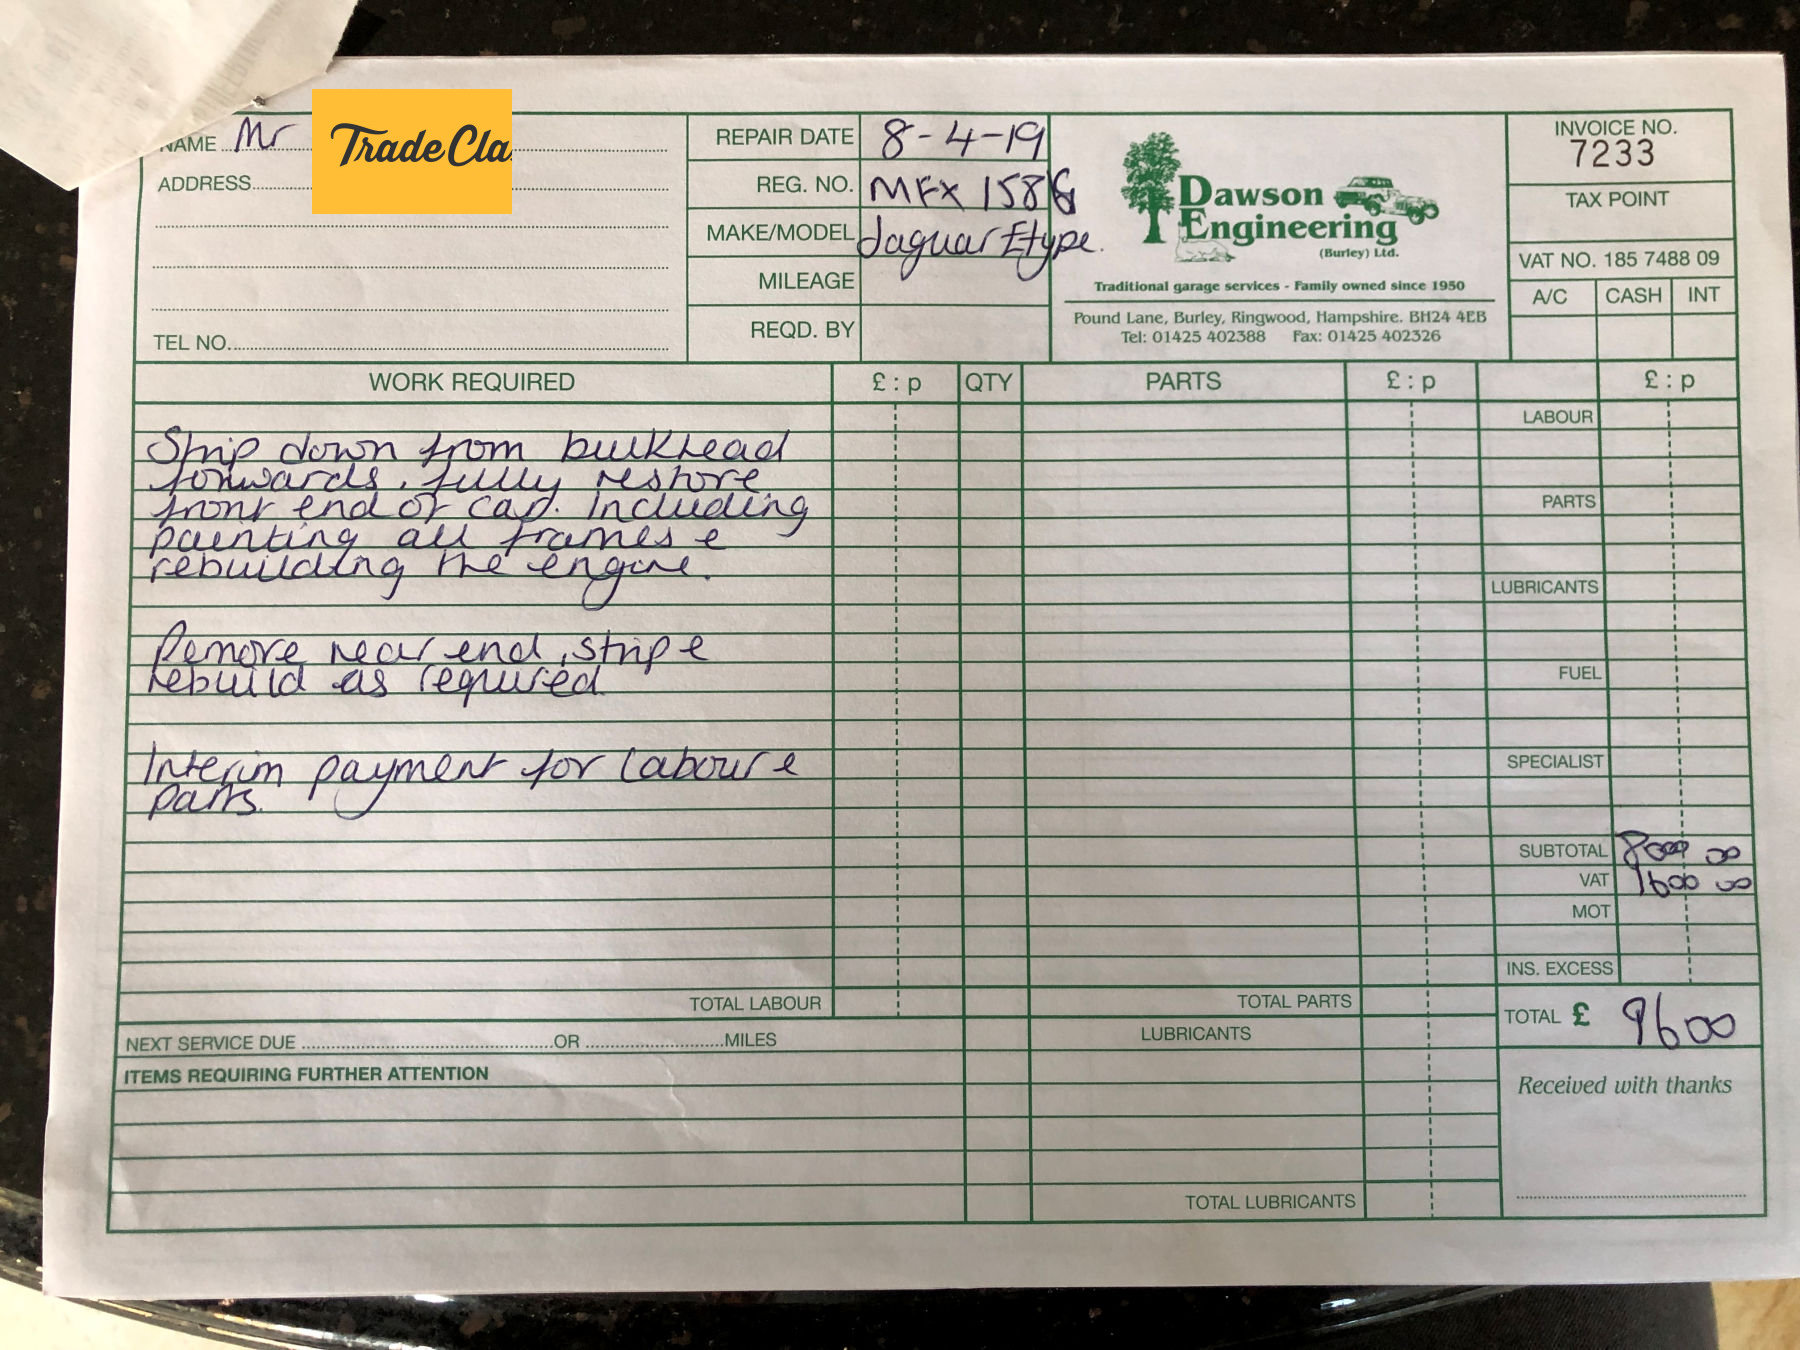 NAME Mr
TradeCla
ADDRESS
TEL NO.
REPAIR DATE 8-4-19
REG. NO. MFX 158G
MAKE/MODEL Jaguar Etype.
MILEAGE
REQD. BY
Dawson
Engineering
(Burley) Ltd.
Traditional garage services - Family owned since 1950
Pound Lane, Burley, Ringwood, Hampshire. BH24 4EB
Tel: 01425 402388 Fax: 01425 402326
INVOICE NO.
7233
TAX POINT
VAT NO. 185 7488 09
A/C CASH INT
WORK REQUIRED £ : p QTY PARTS £ : p £ : p
Strip down from bulkhead
forwards, fully restore
front end of car. Including
painting all frames &
rebuilding the engine.
Remove rear end, strip &
rebuild as required
Interim payment for labour &
parts.
LABOUR
PARTS
LUBRICANTS
FUEL
SPECIALIST
SUBTOTAL 8000 00
VAT 1600 00
MOT
INS. EXCESS
TOTAL LABOUR TOTAL PARTS
TOTAL £ 9600
NEXT SERVICE DUE OR MILES
LUBRICANTS
ITEMS REQUIRING FURTHER ATTENTION
Received with thanks
TOTAL LUBRICANTS